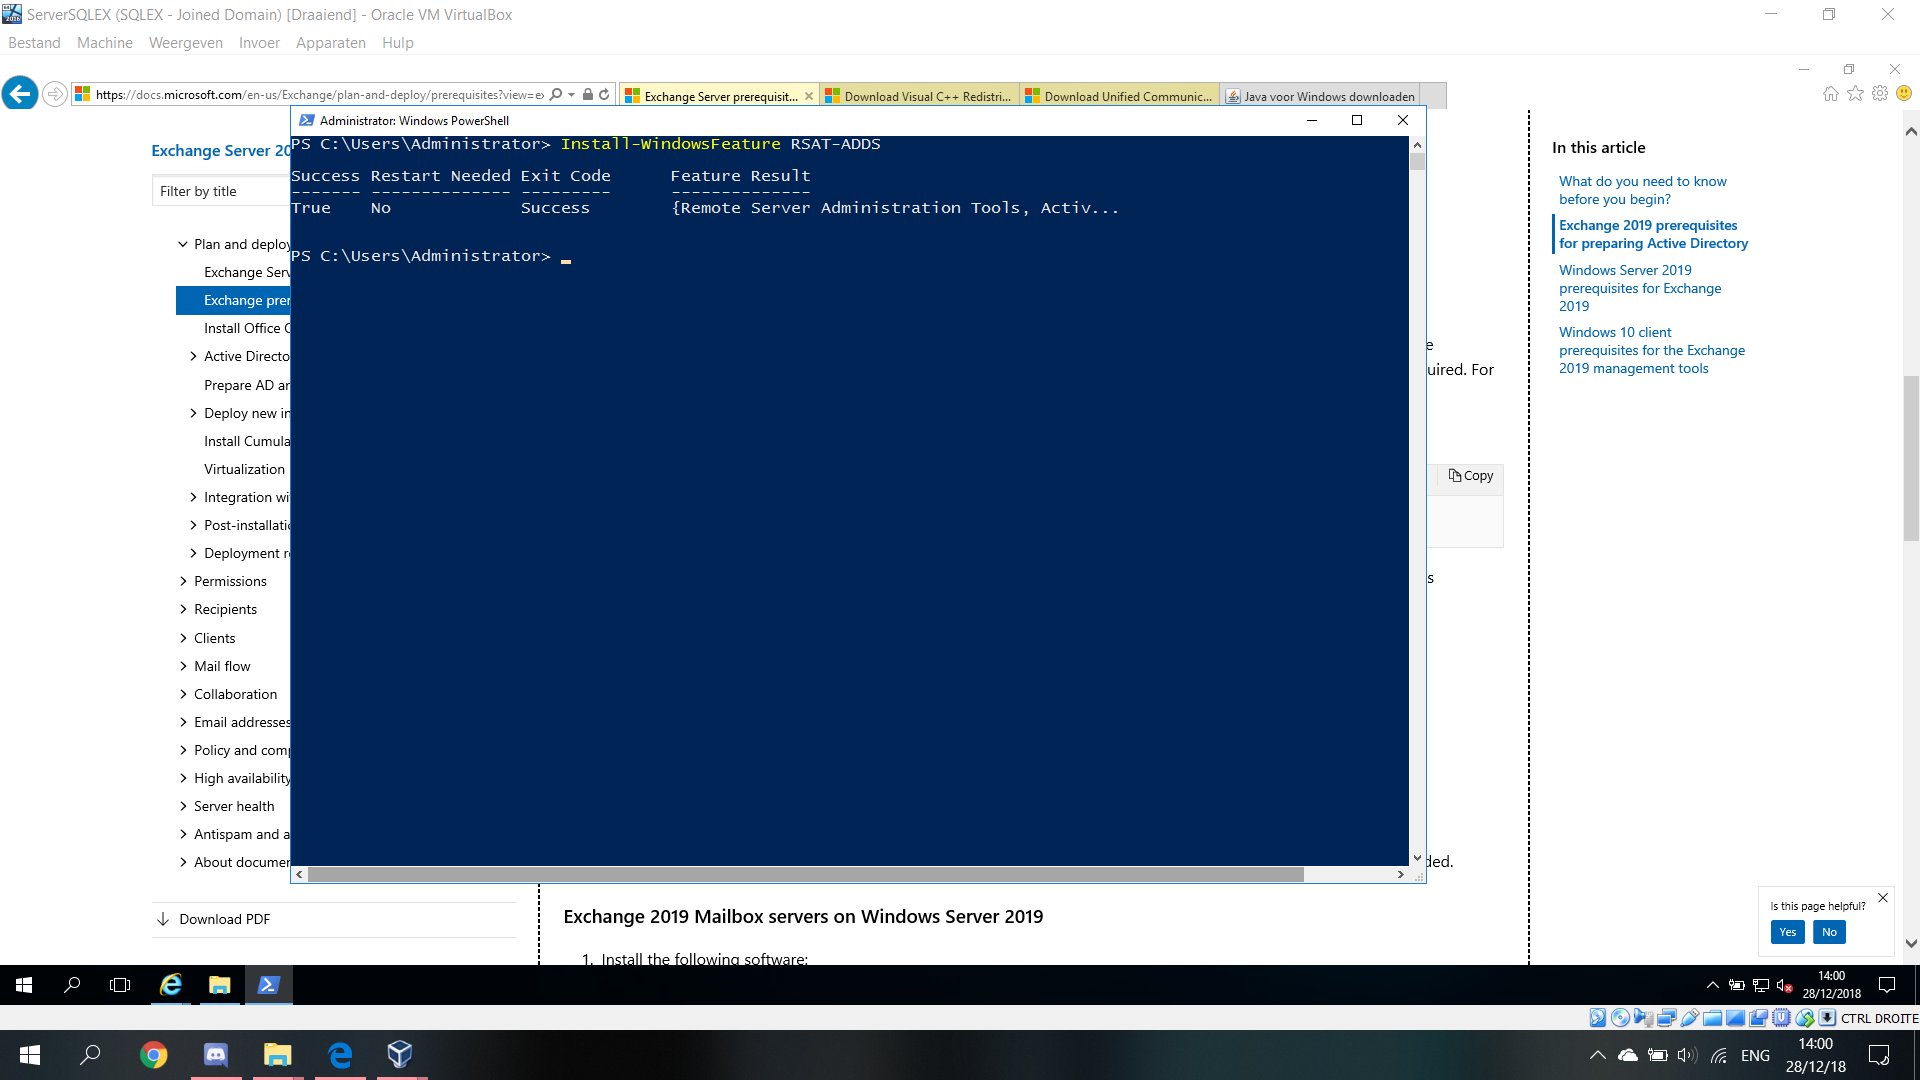 ServerSQLEX (SQLEX - Joined Domain) [Draaiend] - Oracle VM VirtualBox
Bestand Machine Weergeven Invoer Apparaten Hulp
https://docs.microsoft.com/en-us/Exchange/plan-and-deploy/prerequisites?view=e
Exchange Server prerequisit...
Download Visual C++ Redistri...
Download Unified Communic...
Java voor Windows downloaden
Administrator: Windows PowerShell
PS C:\Users\Administrator> Install-WindowsFeature RSAT-ADDS
Success Restart Needed Exit Code Feature Result
------- -------------- --------- --------------
True No Success {Remote Server Administration Tools, Activ...
PS C:\Users\Administrator>
Exchange Server 20
Filter by title
Plan and deploy
Exchange Serv
Exchange prer
Install Office O
Active Directo
Prepare AD an
Deploy new in
Install Cumula
Virtualization
Integration wi
Post-installatio
Deployment r
Permissions
Recipients
Clients
Mail flow
Collaboration
Email addresses
Policy and comp
High availability
Server health
Antispam and a
About documen
Download PDF
e
uired. For
Copy
s
ded.
Exchange 2019 Mailbox servers on Windows Server 2019
1. Install the following software:
In this article
What do you need to know
before you begin?
Exchange 2019 prerequisites
for preparing Active Directory
Windows Server 2019
prerequisites for Exchange
2019
Windows 10 client
prerequisites for the Exchange
2019 management tools
Is this page helpful?
Yes No
14:00
28/12/2018
CTRL DROITE
ENG
14:00
28/12/18